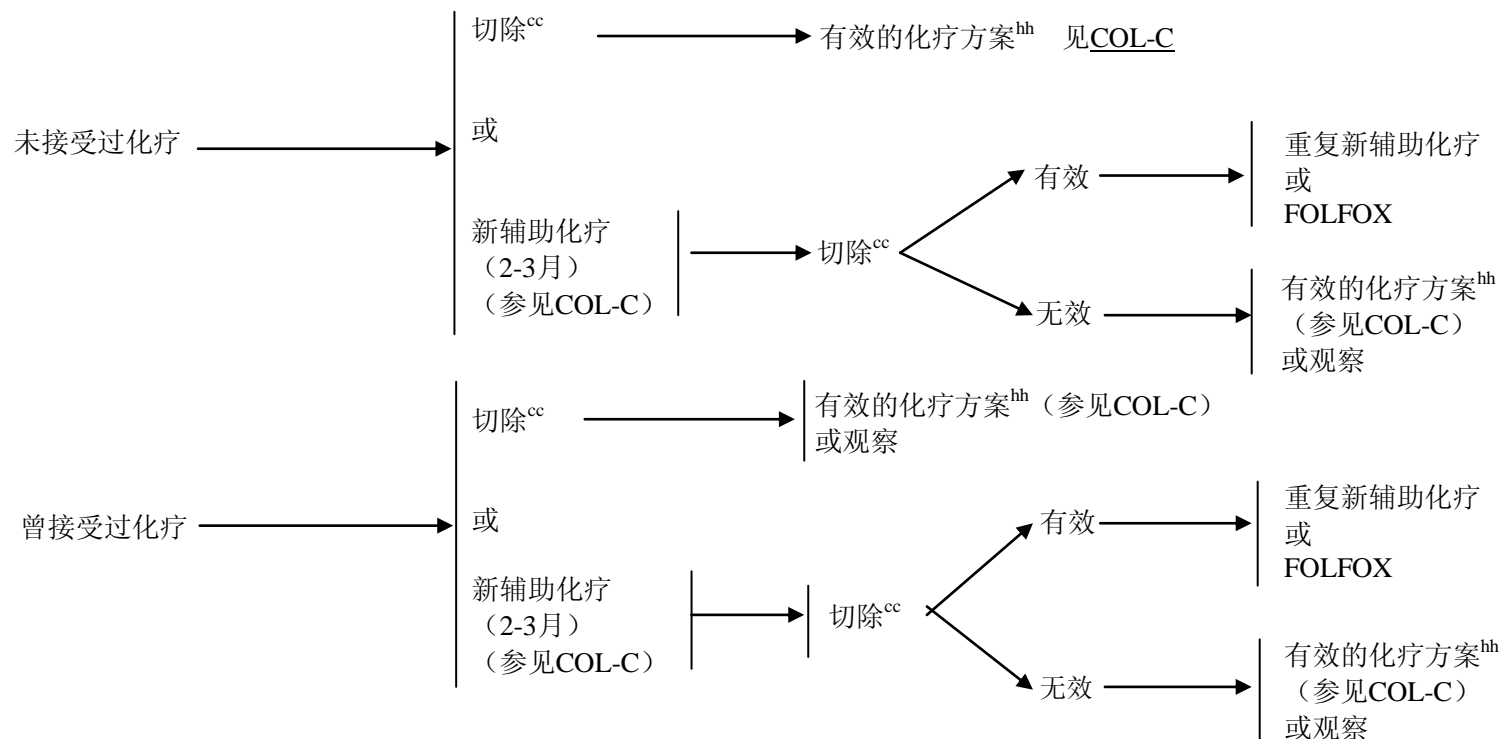 切除cc
有效的化疗方案hh 见COL-C
未接受过化疗
或
新辅助化疗
（2-3月）
（参见COL-C）
切除cc
有效
重复新辅助化疗
或
FOLFOX
无效
有效的化疗方案hh
（参见COL-C）
或观察
切除cc
有效的化疗方案hh（参见COL-C）
或观察
曾接受过化疗
或
新辅助化疗
（2-3月）
（参见COL-C）
切除cc
有效
重复新辅助化疗
或
FOLFOX
无效
有效的化疗方案hh
（参见COL-C）
或观察